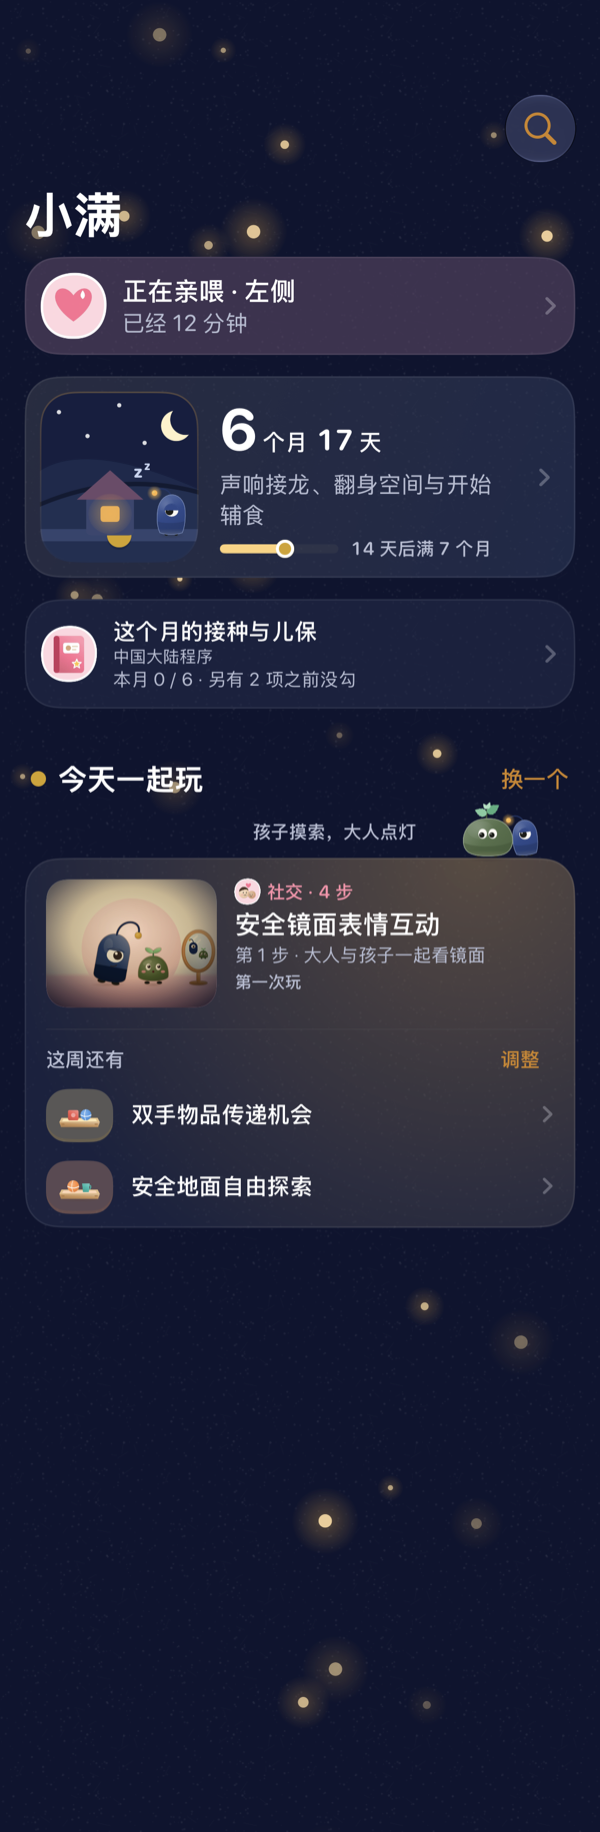 小满
正在亲喂 · 左侧
已经 12 分钟
6 个月 17 天
声响接龙、翻身空间与开始
辅食
14 天后满 7 个月
这个月的接种与儿保
中国大陆程序
本月 0 / 6 · 另有 2 项之前没勾
今天一起玩
换一个
孩子摸索，大人点灯
社交 · 4 步
安全镜面表情互动
第 1 步 · 大人与孩子一起看镜面
第一次玩
这周还有
调整
双手物品传递机会
安全地面自由探索
z z